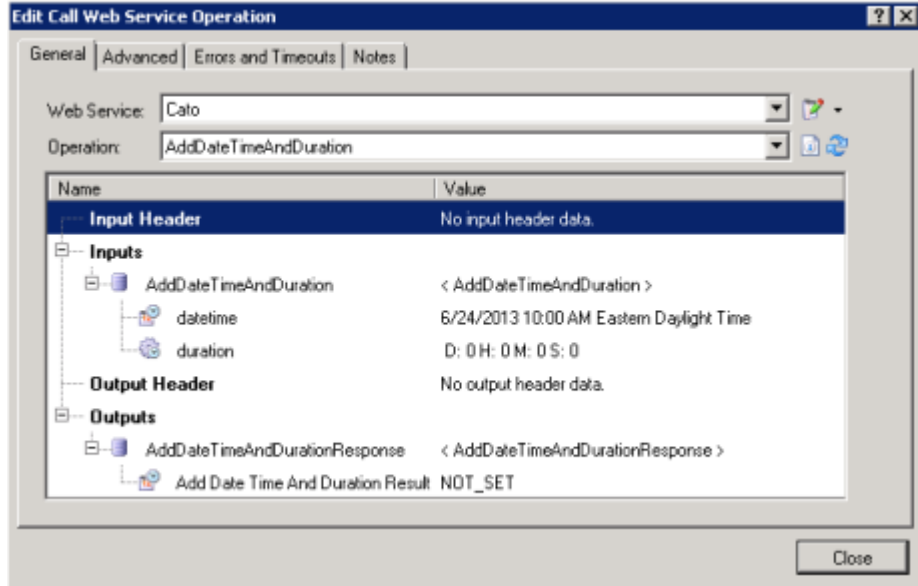 Edit Call Web Service Operation
General Advanced Errors and Timeouts Notes
Web Service: Cato
Operation: AddDateTimeAndDuration
Name Value
Input Header No input header data.
Inputs
AddDateTimeAndDuration < AddDateTimeAndDuration >
datetime 6/24/2013 10:00 AM Eastern Daylight Time
duration D: 0 H: 0 M: 0 S: 0
Output Header No output header data.
Outputs
AddDateTimeAndDurationResponse < AddDateTimeAndDurationResponse >
Add Date Time And Duration Result NOT_SET
Close